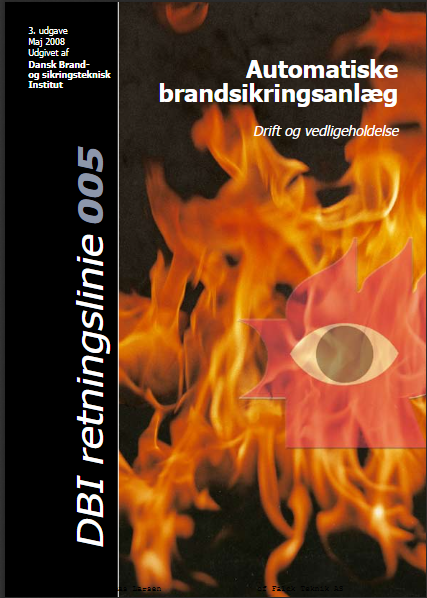 3. udgave
Maj 2008
Udgivet af
Dansk Brand-
og sikringsteknisk
Institut
Automatiske
brandsikringsanlæg
Drift og vedligeholdelse
DBI retningslinie 005